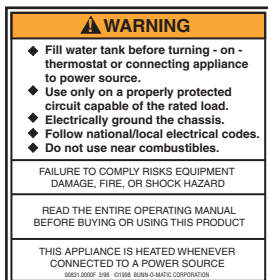 WARNING
◆ Fill water tank before turning - on -
thermostat or connecting appliance
to power source.
◆ Use only on a properly protected
circuit capable of the rated load.
◆ Electrically ground the chassis.
◆ Follow national/local electrical codes.
◆ Do not use near combustibles.
FAILURE TO COMPLY RISKS EQUIPMENT
DAMAGE, FIRE, OR SHOCK HAZARD
READ THE ENTIRE OPERATING MANUAL
BEFORE BUYING OR USING THIS PRODUCT
THIS APPLIANCE IS HEATED WHENEVER
CONNECTED TO A POWER SOURCE
00831.0000F 3/98 ©1998 BUNN-O-MATIC CORPORATION